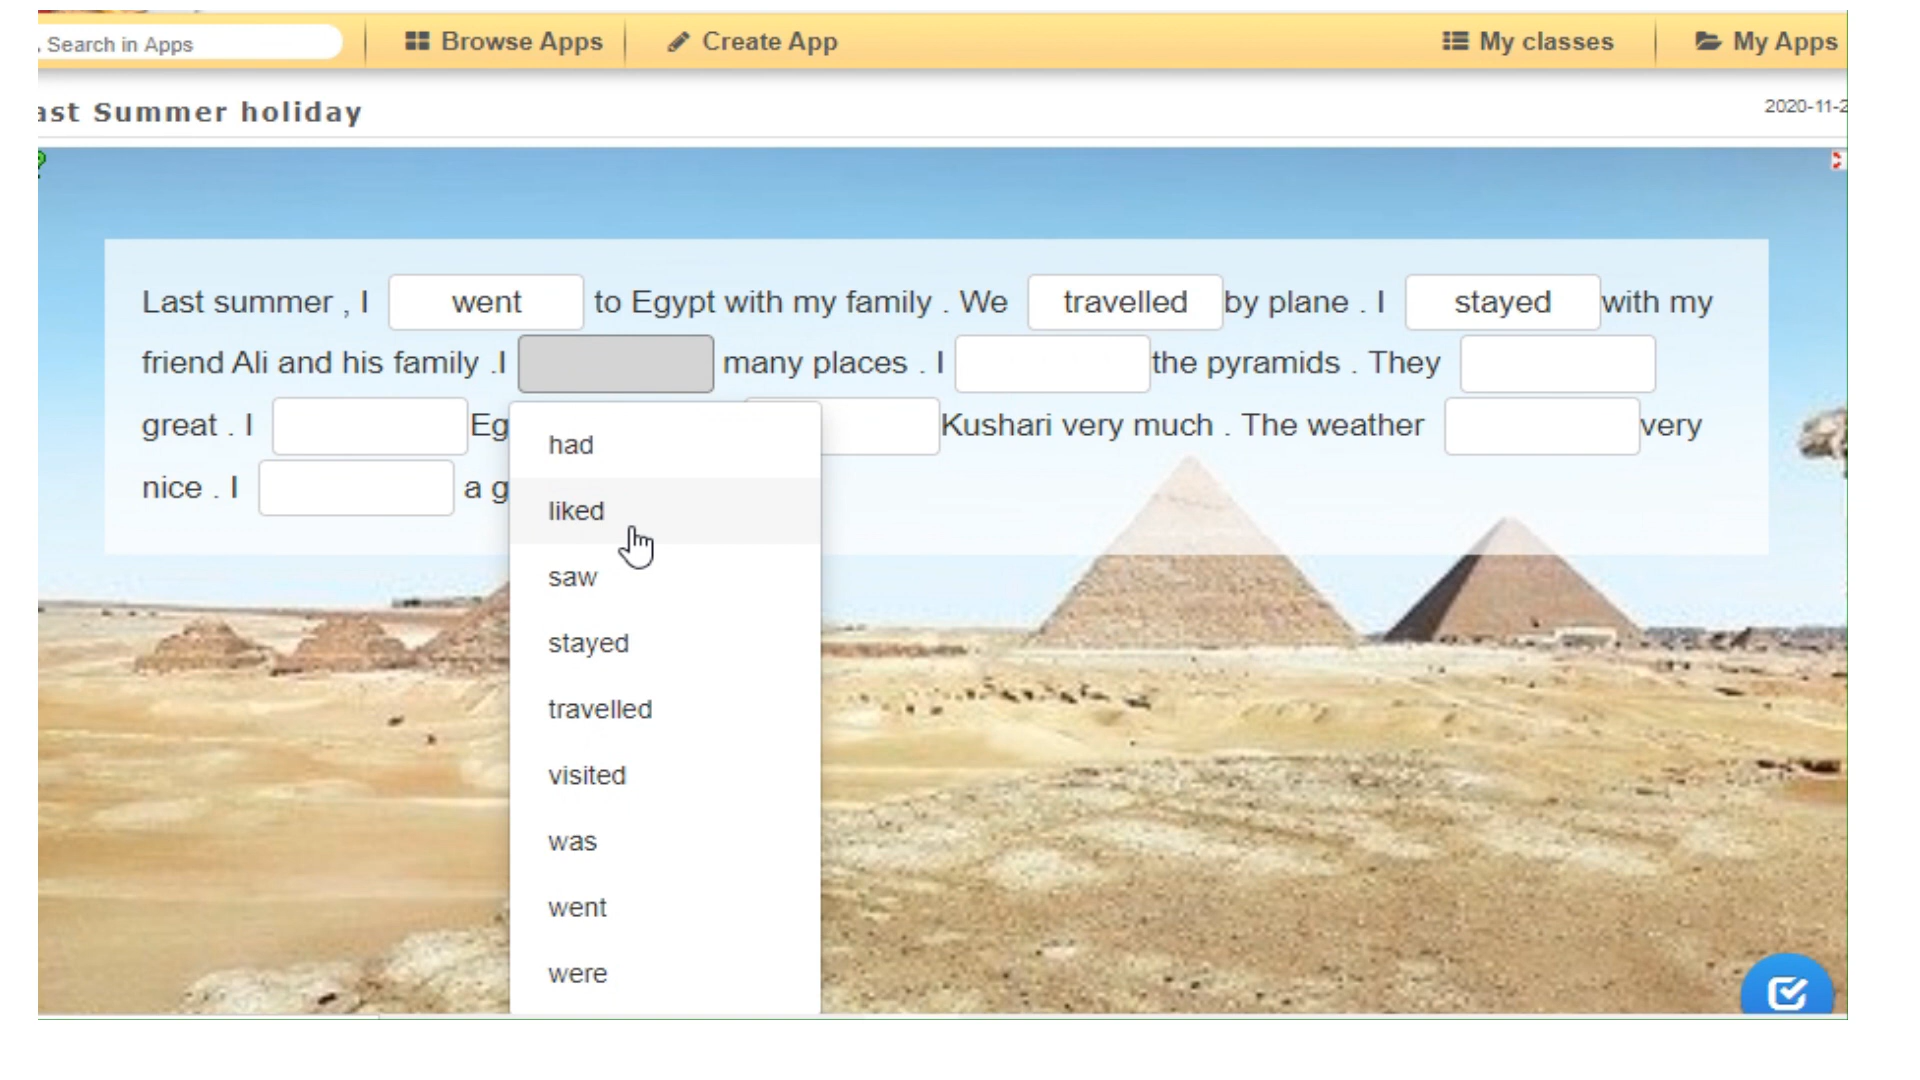 Search in Apps
Browse Apps
Create App
My classes
My Apps
ast Summer holiday
2020-11-2
Last summer , I went to Egypt with my family . We travelled by plane . I stayed with my
friend Ali and his family .I many places . I the pyramids . They
great . I Eg Kushari very much . The weather very
nice . I a g
had
liked
saw
stayed
travelled
visited
was
went
were